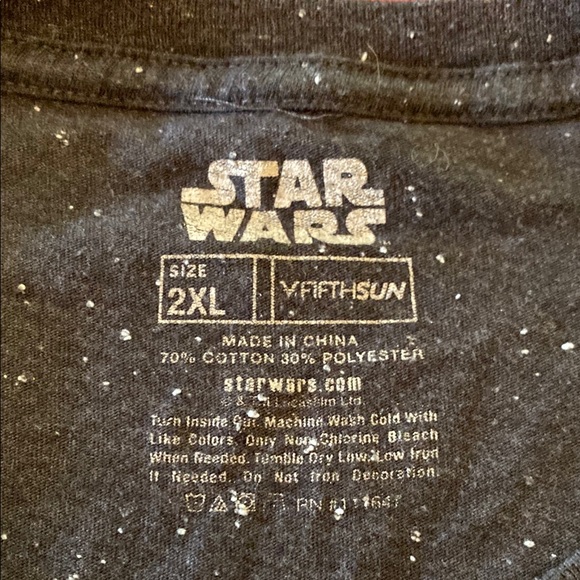 STAR
WARS
SIZE
2XL
FIFTHSUN
MADE IN CHINA
70% COTTON 30% POLYESTER
starwars.com
© & TM Lucasfilm Ltd.
Turn Inside Out. Machine Wash Cold With
Like Colors. Only Non-Chlorine Bleach
When Needed. Tumble Dry Low. Low Iron
If Needed. Do Not Iron Decoration.
RN